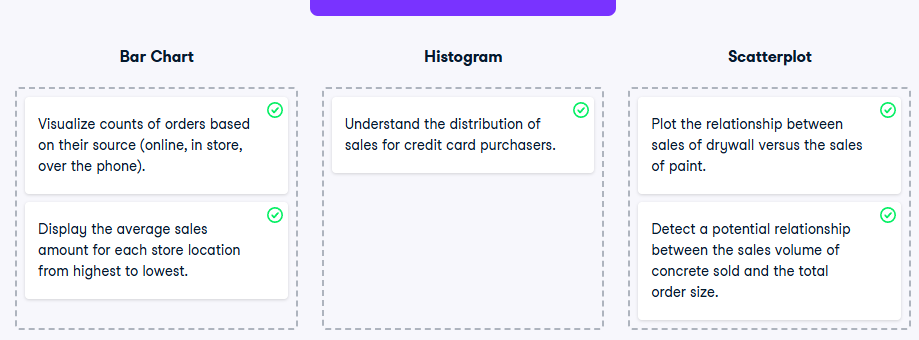 Bar Chart
Histogram
Scatterplot
Visualize counts of orders based
on their source (online, in store,
over the phone).
Display the average sales
amount for each store location
from highest to lowest.
Understand the distribution of
sales for credit card purchasers.
Plot the relationship between
sales of drywall versus the sales
of paint.
Detect a potential relationship
between the sales volume of
concrete sold and the total
order size.